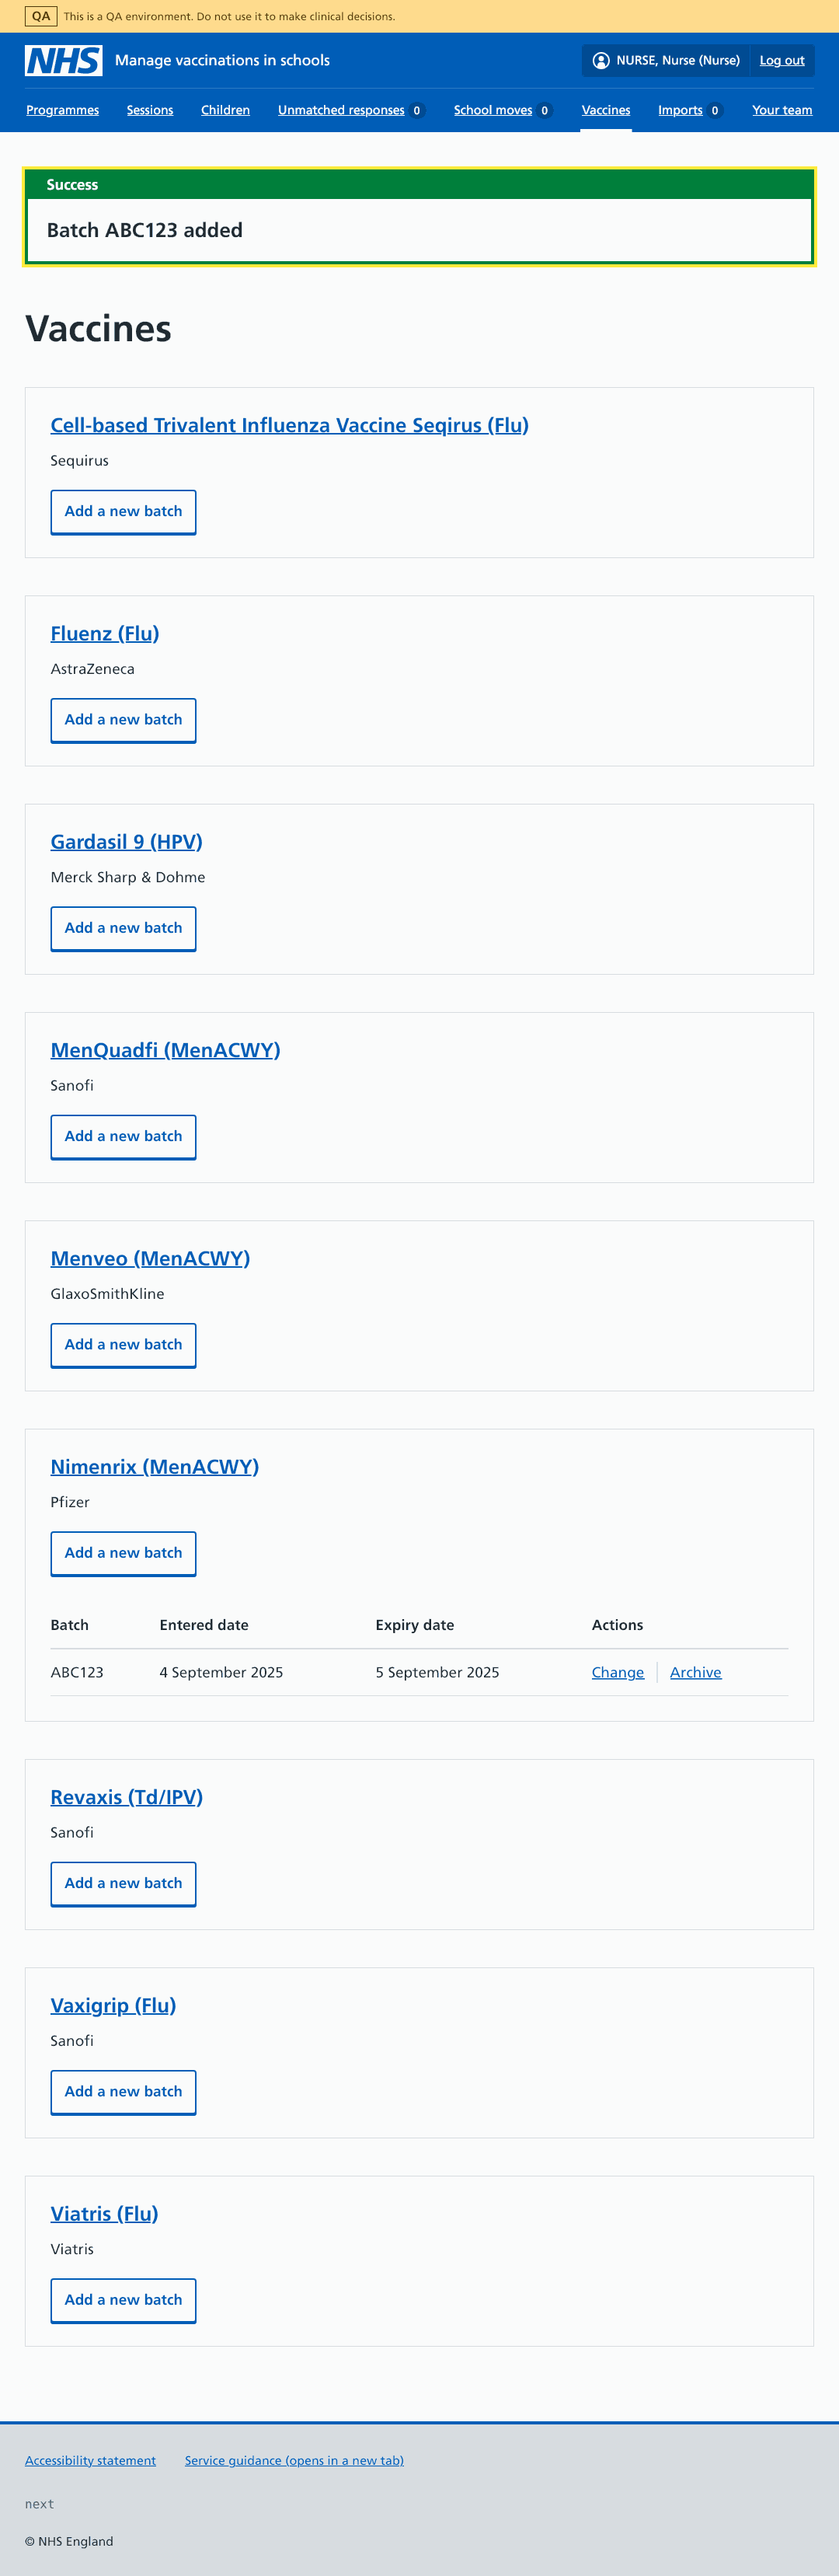 QA This is a QA environment. Do not use it to make clinical decisions.
NHS Manage vaccinations in schools NURSE, Nurse (Nurse) Log out
Programmes Sessions Children Unmatched responses 0 School moves 0 Vaccines Imports 0 Your team
Success
Batch ABC123 added
Vaccines
Cell-based Trivalent Influenza Vaccine Seqirus (Flu)
Sequirus
Add a new batch
Fluenz (Flu)
AstraZeneca
Add a new batch
Gardasil 9 (HPV)
Merck Sharp & Dohme
Add a new batch
MenQuadfi (MenACWY)
Sanofi
Add a new batch
Menveo (MenACWY)
GlaxoSmithKline
Add a new batch
Nimenrix (MenACWY)
Pfizer
Add a new batch
Batch Entered date Expiry date Actions
ABC123 4 September 2025 5 September 2025 Change Archive
Revaxis (Td/IPV)
Sanofi
Add a new batch
Vaxigrip (Flu)
Sanofi
Add a new batch
Viatris (Flu)
Viatris
Add a new batch
Accessibility statement Service guidance (opens in a new tab)
next
© NHS England